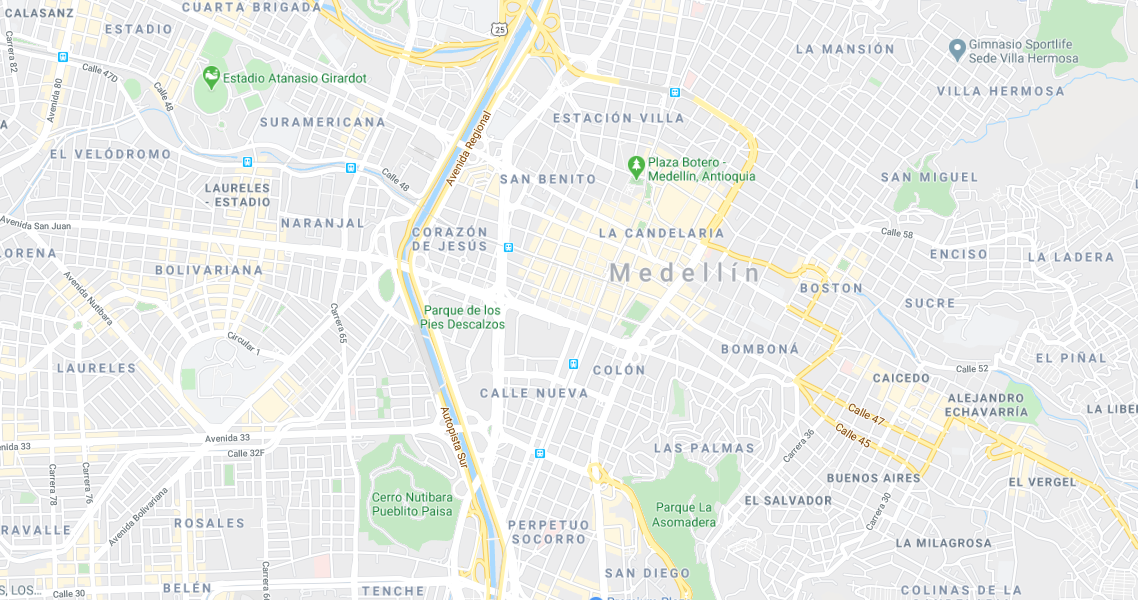 CALASANZ
CUARTA BRIGADA
ESTADIO
25
LA MANSIÓN
Gimnasio Sportlife
Sede Villa Hermosa
Carrera 82
Calle 47D
Avenida 80
Calle 48
Estadio Atanasio Girardot
VILLA HERMOSA
SURAMERICANA
Avenida Regional
ESTACIÓN VILLA
EL VELÓDROMO
Plaza Botero -
Medellín, Antioquia
LAURELES
- ESTADIO
Calle 48
SAN BENITO
SAN MIGUEL
Avenida San Juan
NARANJAL
CORAZÓN
DE JESÚS
LA CANDELARIA
Calle 58
LORENA
BOLIVARIANA
Medellín
ENCISO
LA LADERA
Avenida Nutibara
BOSTON
SUCRE
Carrera 65
Parque de los
Pies Descalzos
Circular 1
BOMBONÁ
EL PIÑAL
LAURELES
COLÓN
Calle 52
CAICEDO
CALLE NUEVA
ALEJANDRO
ECHAVARRÍA
Calle 47
Calle 45
LA LIBE
Autopista Sur
Avenida 33
enida 33
Calle 32F
Carrera 36
LAS PALMAS
Carrera 78
Carrera 76
BUENOS AIRES
EL VERGEL
Cerro Nutibara
Pueblito Paisa
EL SALVADOR
Carrera 30
Avenida Bolivariana
Parque La
Asomadera
RAVALLE
ROSALES
PERPETUO
SOCORRO
LA MILAGROSA
SAN DIEGO
Carrera 66
S, LOS...
Calle 30
BELÉN
TENCHE
COLINAS DE LA